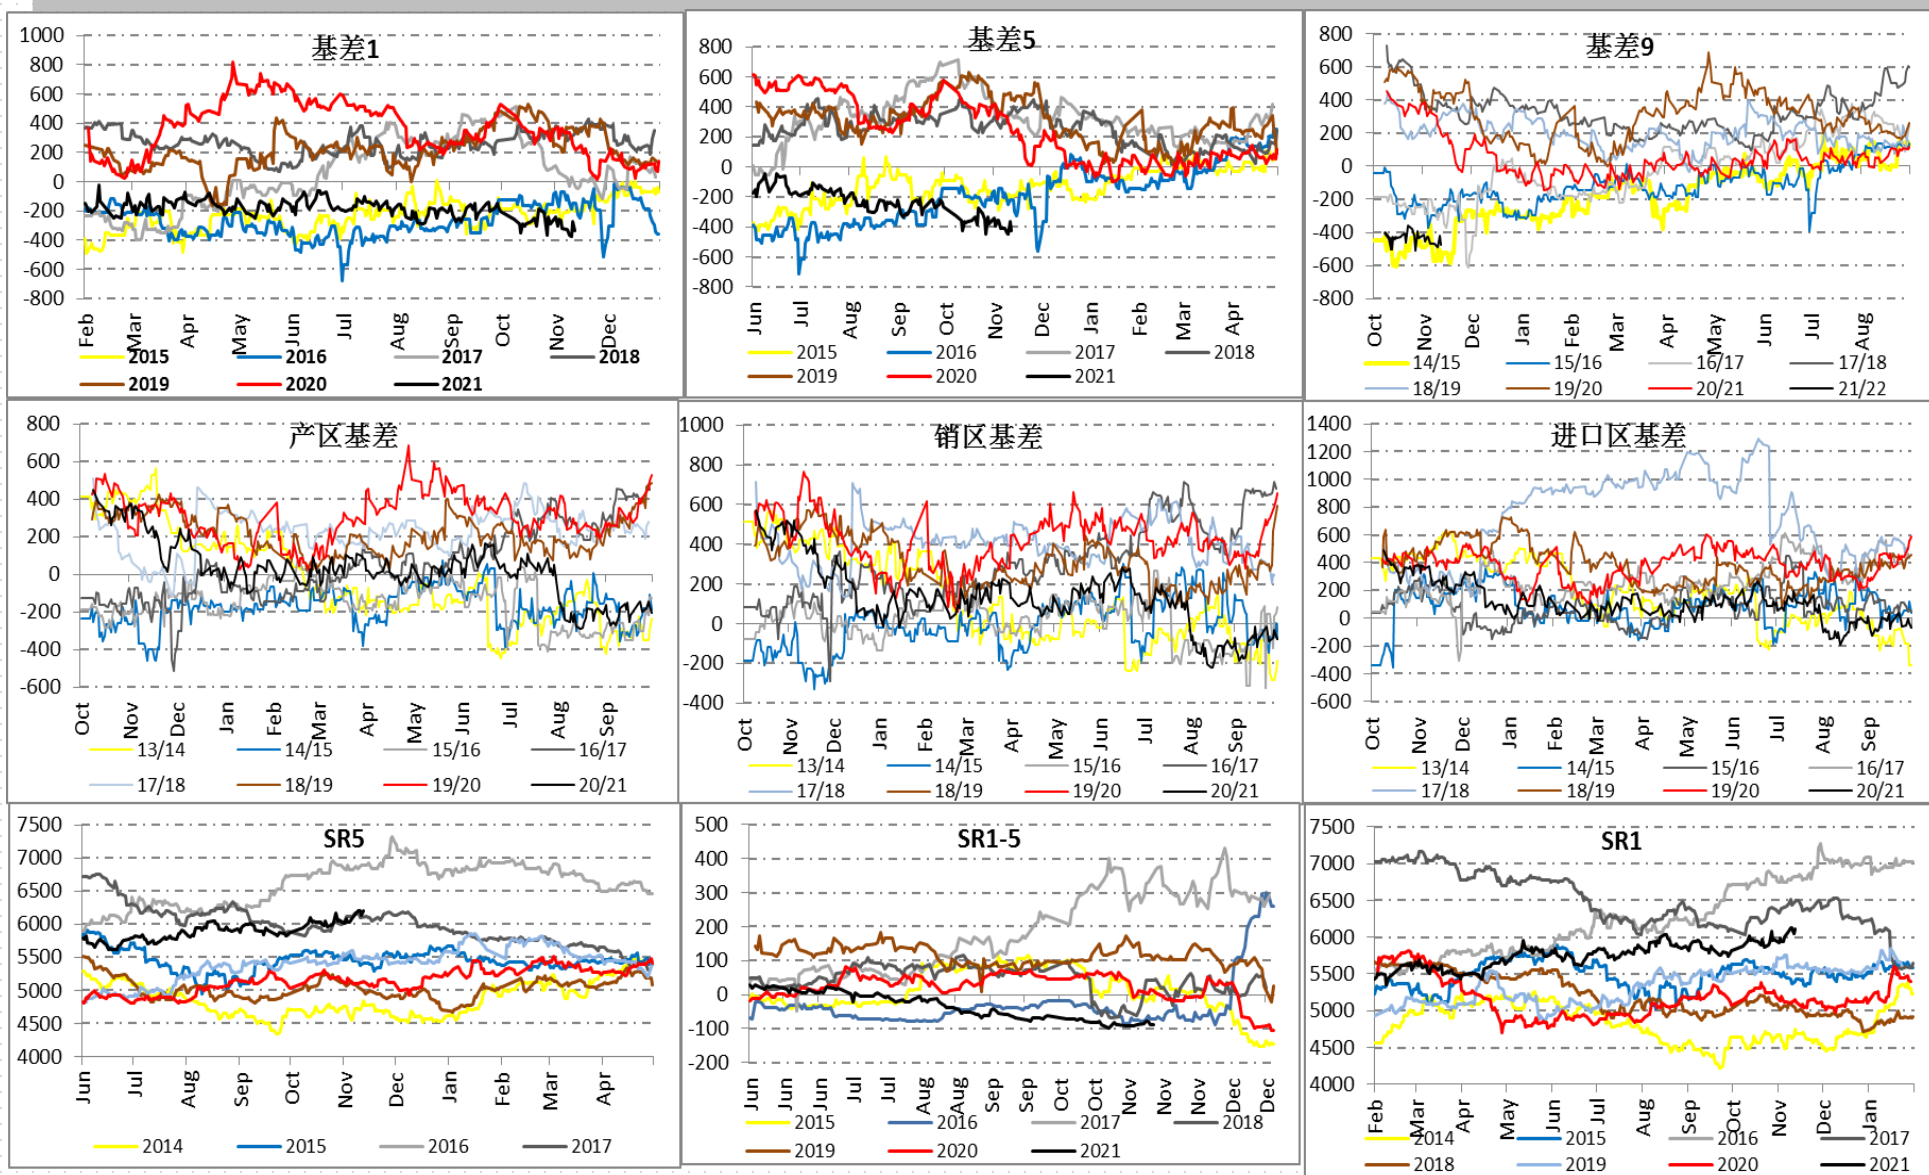 基差1
1000
800
600
400
200
0
-200
-400
-600
-800
Feb Mar Apr May Jun Jul Aug Sep Oct Nov Dec
2015 2016 2017 2018
2019 2020 2021
基差5
800
600
400
200
0
-200
-400
-600
-800
Jun Jul Aug Sep Oct Nov Dec Jan Feb Mar Apr
2015 2016 2017 2018
2019 2020 2021
基差9
800
600
400
200
0
-200
-400
-600
-800
Oct Nov Dec Jan Feb Mar Apr May Jun Jul Aug
14/15 15/16 16/17 17/18
18/19 19/20 20/21 21/22
产区基差
800
600
400
200
0
-200
-400
-600
Oct Nov Dec Jan Feb Mar Apr May Jun Jul Aug Sep
13/14 14/15 15/16 16/17
17/18 18/19 19/20 20/21
销区基差
1000
800
600
400
200
0
-200
-400
Oct Nov Dec Jan Feb Mar Apr May Jun Jul Aug Sep
13/14 14/15 15/16 16/17
17/18 18/19 19/20 20/21
进口区基差
1400
1200
1000
800
600
400
200
0
-200
-400
-600
Oct Nov Dec Jan Feb Mar Apr May Jun Jul Aug Sep
13/14 14/15 15/16 16/17
17/18 18/19 19/20 20/21
SR5
7500
7000
6500
6000
5500
5000
4500
4000
Jun Jul Aug Sep Oct Nov Dec Jan Feb Mar Apr
2014 2015 2016 2017
SR1-5
500
400
300
200
100
0
-100
-200
Jun Jun Jun Jul Jul Aug Aug Sep Sep Oct Oct Nov Nov Nov Dec Dec
2015 2016 2017 2018
2019 2020 2021
SR1
7500
7000
6500
6000
5500
5000
4500
4000
Feb Mar Apr May Jun Jul Aug Sep Oct Nov Dec Jan
2014 2015 2016 2017
2018 2019 2020 2021